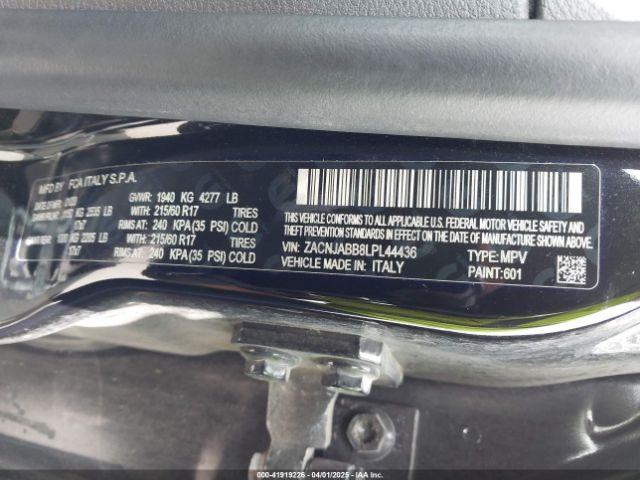 MFD BY FCA ITALY S.P.A.
GVWR: 1940 KG 4277 LB
WITH: 215/60 R17 TIRES
RIMS AT: 240 KPA(35 PSI) COLD
WITH: 215/60 R17 TIRES
RIMS AT: 240 KPA(35 PSI) COLD
THIS VEHICLE CONFORMS TO ALL APPLICABLE U.S.A. FEDERAL MOTOR
VEHICLE SAFETY, BUMPER AND THEFT PREVENTION STANDARDS IN EFFECT
ON THE DATE OF MANUFACTURE SHOWN ABOVE.
VIN: ZACNJABB8LPL44436 TYPE: MPV
VEHICLE MADE IN: ITALY PAINT: 601
000-41919226 - 04/01/2025 - IAAI.COM